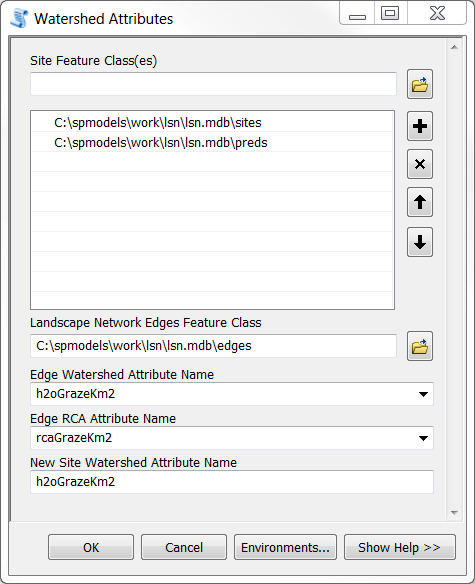 Watershed Attributes
Site Feature Class(es)
C:\spmodels\work\lsn\lsn.mdb\sites
C:\spmodels\work\lsn\lsn.mdb\preds
Landscape Network Edges Feature Class
C:\spmodels\work\lsn\lsn.mdb\edges
Edge Watershed Attribute Name
h2oGrazeKm2
Edge RCA Attribute Name
rcaGrazeKm2
New Site Watershed Attribute Name
h2oGrazeKm2
OK Cancel Environments... Show Help >>